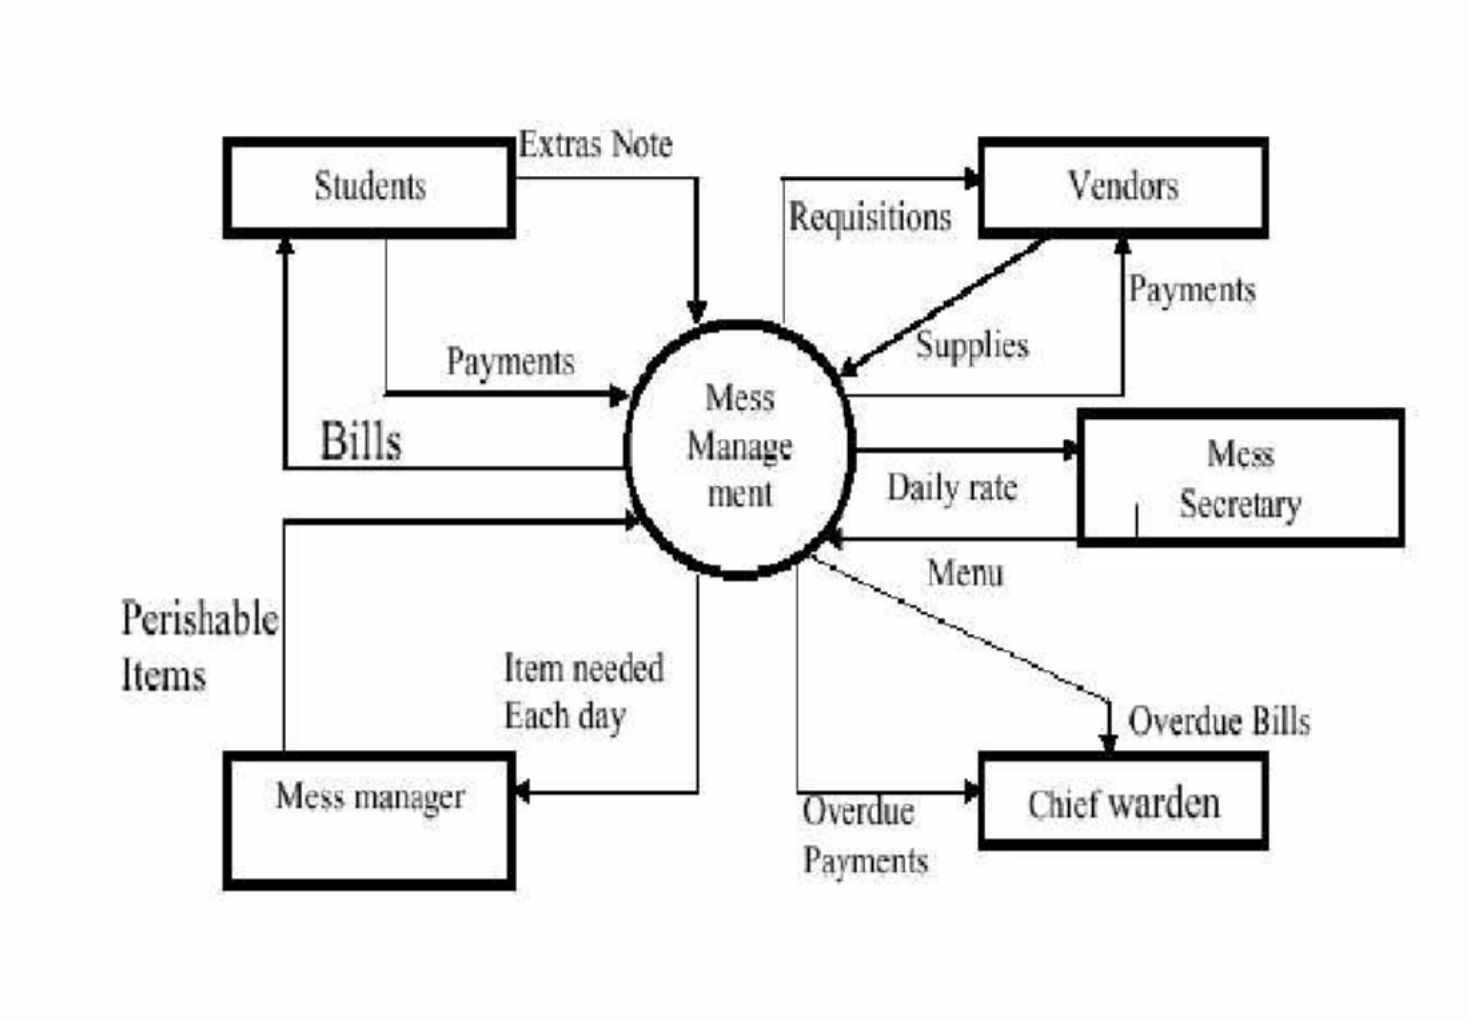 Extras Note
Students
Vendors
Requisitions
Payments
Supplies
Payments
Mess
Manage
ment
Bills
Mess
Secretary
Daily rate
Menu
Perishable
Items
Item needed
Each day
Overdue Bills
Mess manager
Chief warden
Overdue
Payments